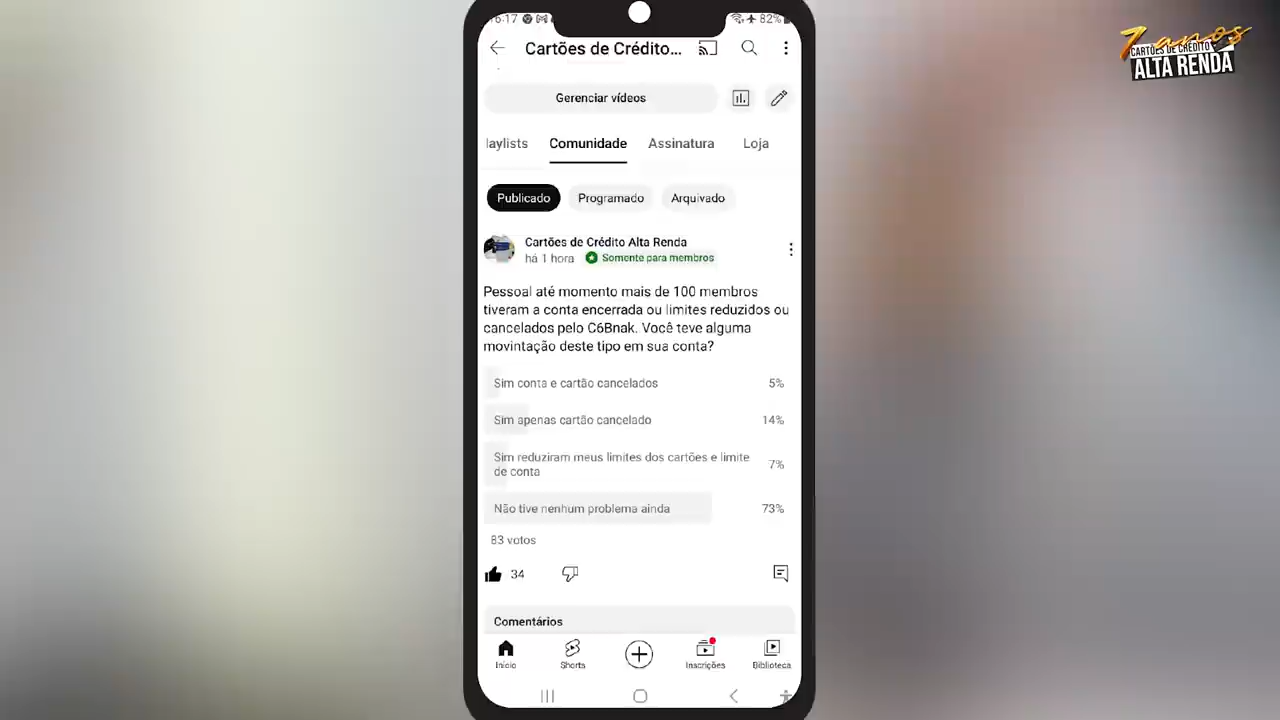 16:17
82%
7 anos
CARTÕES DE CRÉDITO
ALTA RENDA
Cartões de Crédito...
Gerenciar vídeos
laylists Comunidade Assinatura Loja
Publicado Programado Arquivado
Cartões de Crédito Alta Renda
há 1 hora Somente para membros
Pessoal até momento mais de 100 membros
tiveram a conta encerrada ou limites reduzidos ou
cancelados pelo C6Bnak. Você teve alguma
movintação deste tipo em sua conta?
Sim conta e cartão cancelados 5%
Sim apenas cartão cancelado 14%
Sim reduziram meus limites dos cartões e limite
de conta 7%
Não tive nenhum problema ainda 73%
83 votos
34
Comentários
Início Shorts Inscrições Biblioteca